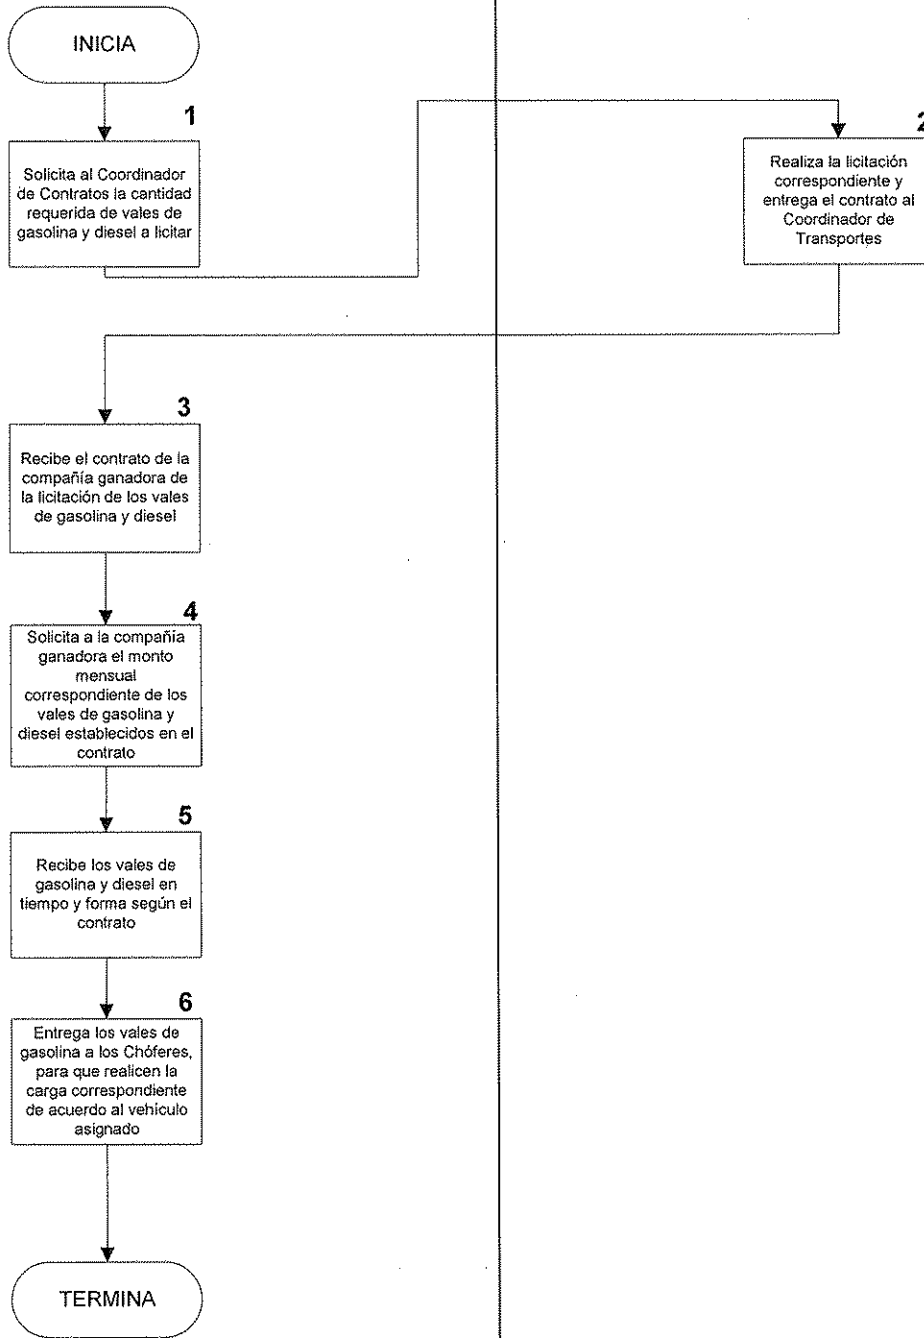 INICIA
1
Solicita al Coordinador
de Contratos la cantidad
requerida de vales de
gasolina y diesel a licitar
2
Realiza la licitación
correspondiente y
entrega el contrato al
Coordinador de
Transportes
3
Recibe el contrato de la
compañía ganadora de
la licitación de los vales
de gasolina y diesel
4
Solicita a la compañía
ganadora el monto
mensual
correspondiente de los
vales de gasolina y
diesel establecidos en el
contrato
5
Recibe los vales de
gasolina y diesel en
tiempo y forma según el
contrato
6
Entrega los vales de
gasolina a los Chóferes,
para que realicen la
carga correspondiente
de acuerdo al vehículo
asignado
TERMINA